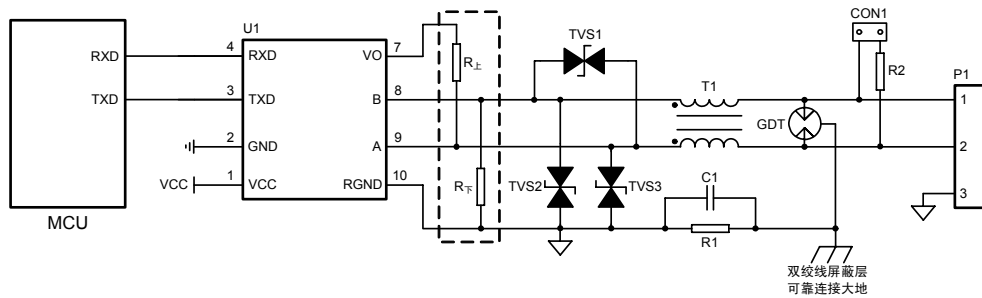 CON1
U1
TVS1
RXD
4
RXD
VO
7
R上
R2
T1
P1
TXD
3
TXD
B
8
1
GDT
2
GND
A
9
2
VCC
1
VCC
RGND
10
R下
TVS2
TVS3
C1
3
MCU
R1
双绞线屏蔽层
可靠连接大地